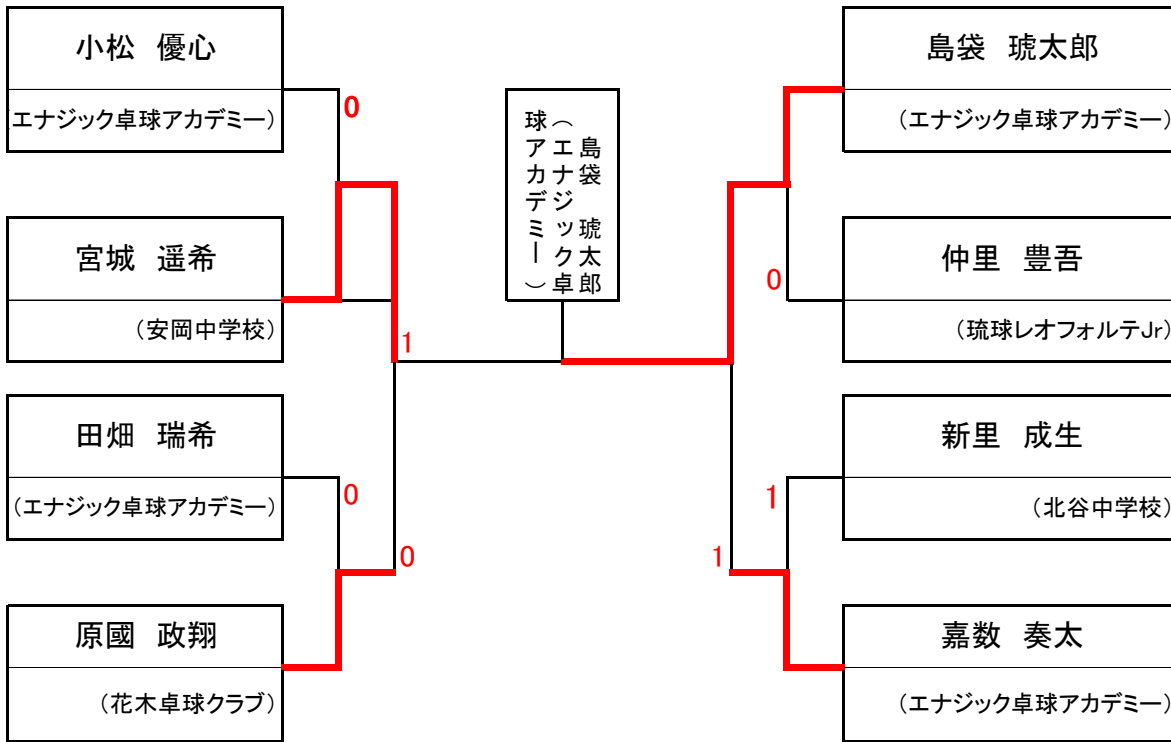 小松　優心
(エナジック卓球アカデミー)
0
宮城　遥希
(安岡中学校)
1
田畑　瑞希
(エナジック卓球アカデミー)
0
0
原國　政翔
(花木卓球クラブ)
島袋　琥太郎
(エナジック卓
球アカデミー)
島袋　琥太郎
(エナジック卓球アカデミー)
仲里　豊吾
0
(琉球レオフォルテJr)
新里　成生
1
(北谷中学校)
1
嘉数　奏太
(エナジック卓球アカデミー)